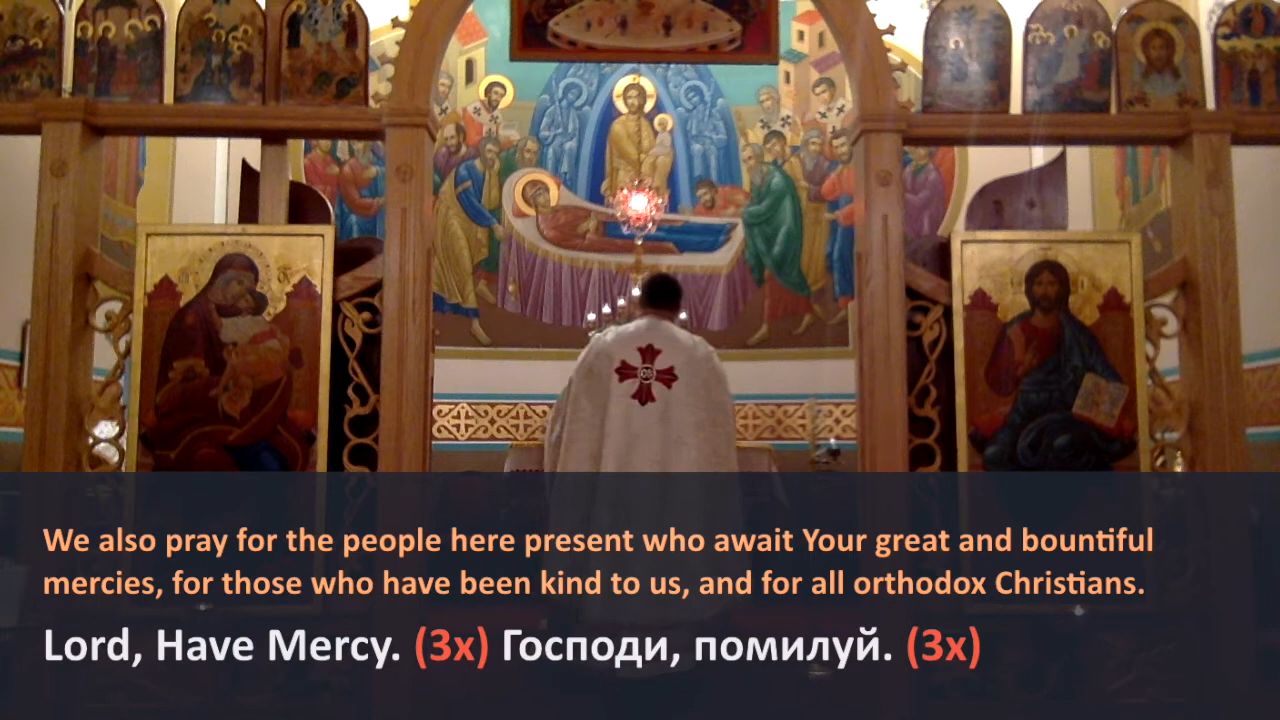 We also pray for the people here present who await Your great and bountiful
mercies, for those who have been kind to us, and for all orthodox Christians.
Lord, Have Mercy. (3x) Господи, помилуй. (3x)